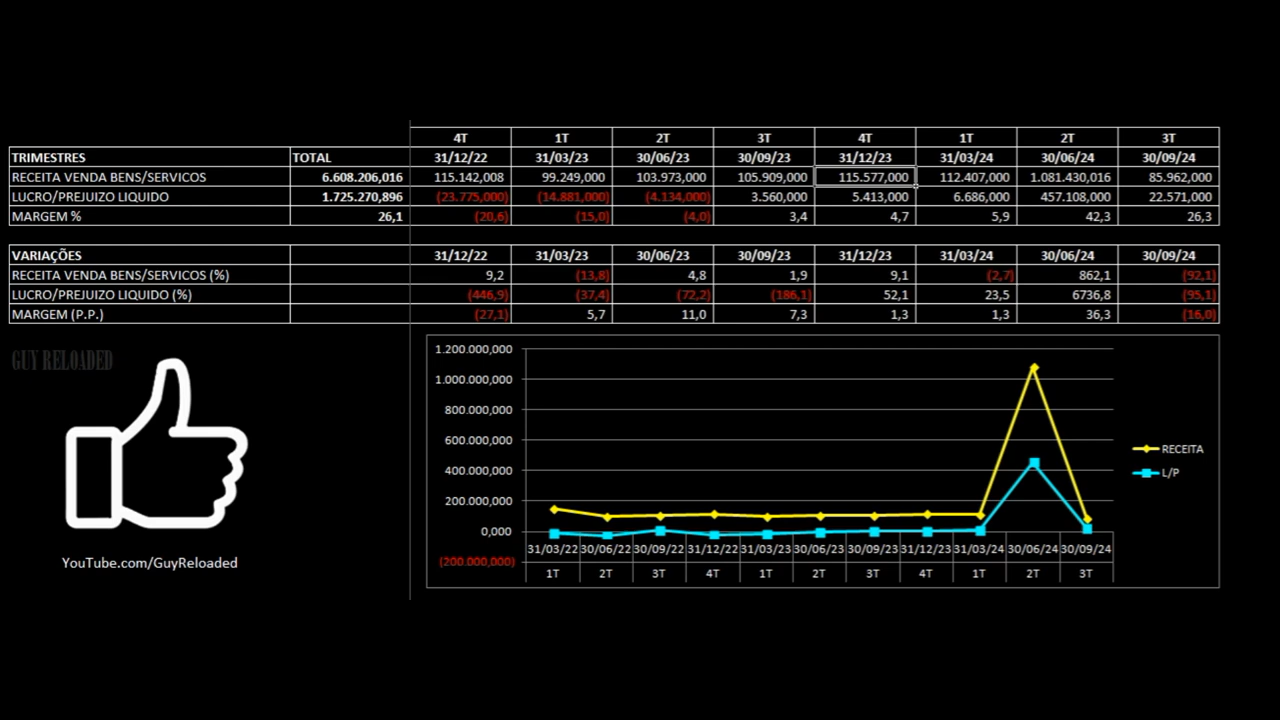 4T 1T 2T 3T 4T 1T 2T 3T
TRIMESTRES TOTAL 31/12/22 31/03/23 30/06/23 30/09/23 31/12/23 31/03/24 30/06/24 30/09/24
RECEITA VENDA BENS/SERVICOS 6.608.206,016 115.142,008 99.249,000 103.973,000 105.909,000 115.577,000 112.407,000 1.081.430,016 85.962,000
LUCRO/PREJUIZO LIQUIDO 1.725.270,896 (23.775,000) (14.881,000) (4.134,000) 3.560,000 5.413,000 6.686,000 457.108,000 22.571,000
MARGEM % 26,1 (20,6) (15,0) (4,0) 3,4 4,7 5,9 42,3 26,3
VARIAÇÕES 31/12/22 31/03/23 30/06/23 30/09/23 31/12/23 31/03/24 30/06/24 30/09/24
RECEITA VENDA BENS/SERVICOS (%) 9,2 (13,8) 4,8 1,9 9,1 (2,7) 862,1 (92,1)
LUCRO/PREJUIZO LIQUIDO (%) (446,9) (37,4) (72,2) (186,1) 52,1 23,5 6736,8 (95,1)
MARGEM (P.P.) (27,1) 5,7 11,0 7,3 1,3 1,3 36,3 (16,0)
GUY RELOADED
YouTube.com/GuyReloaded
1.200.000,000
1.000.000,000
800.000,000
600.000,000
400.000,000
200.000,000
0,000
(200.000,000)
31/03/22 30/06/22 30/09/22 31/12/22 31/03/23 30/06/23 30/09/23 31/12/23 31/03/24 30/06/24 30/09/24
1T 2T 3T 4T 1T 2T 3T 4T 1T 2T 3T
RECEITA
L/P